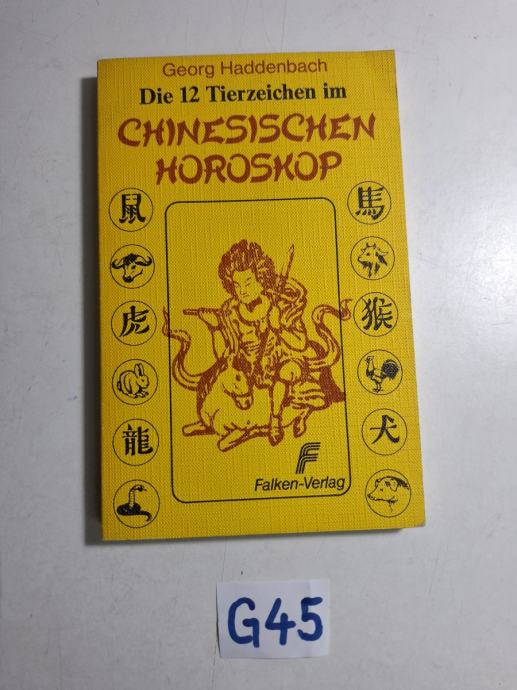 Georg Haddenbach
Die 12 Tierzeichen im
CHINESISCHEN
HOROSKOP
鼠
虎
龍
馬
猴
犬
F
Falken-Verlag
G45